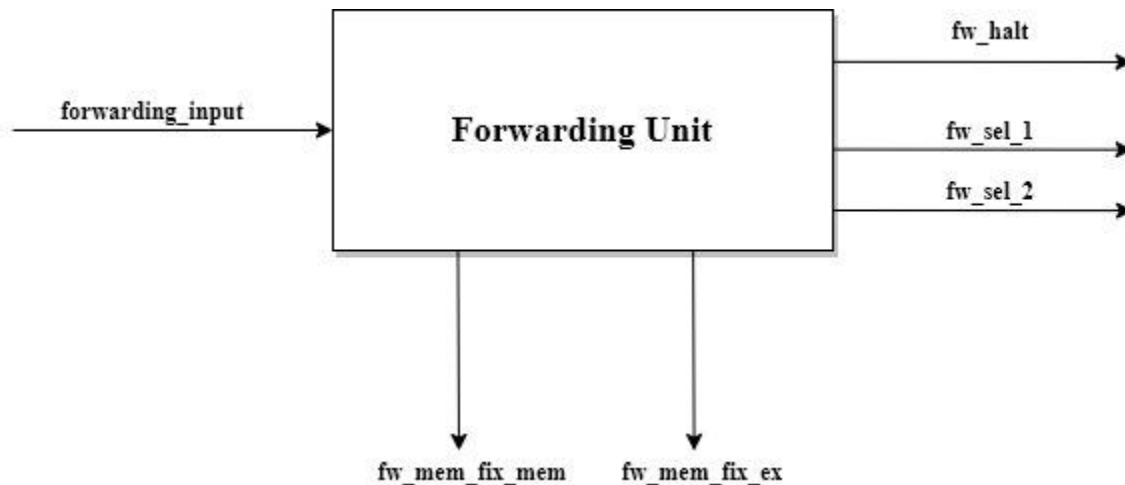 fw_halt
forwarding_input
Forwarding Unit
fw_sel_1
fw_sel_2
fw_mem_fix_mem
fw_mem_fix_ex